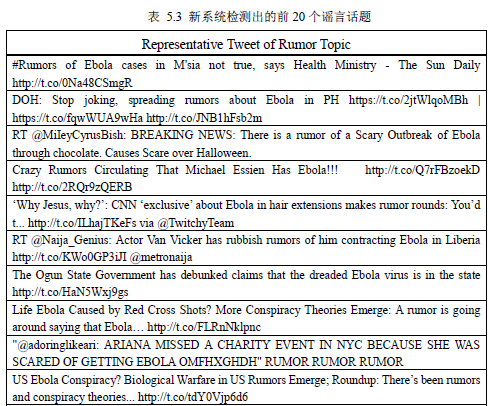 表 5.3 新系统检测出的前 20 个谣言话题
Representative Tweet of Rumor Topic
#Rumors of Ebola cases in M'sia not true, says Health Ministry - The Sun Daily
http://t.co/0Na48CSmgR
DOH: Stop joking, spreading rumors about Ebola in PH https://t.co/2jtWlqoMBh |
https://t.co/fqwWUA9wHa http://t.co/JNB1hFsb2m
RT @MileyCyrusBish: BREAKING NEWS: There is a rumor of a Scary Outbreak of Ebola
through chocolate. Causes Scare over Halloween.
Crazy Rumors Circulating That Michael Essien Has Ebola!!! http://t.co/Q7rFBzoekD
http://t.co/2RQr9zQERB
‘Why Jesus, why?’: CNN ‘exclusive’ about Ebola in hair extensions makes rumor rounds: You’d
t... http://t.co/ILhajTKeFs via @TwitchyTeam
RT @Naija_Genius: Actor Van Vicker has rubbish rumors of him contracting Ebola in Liberia
http://t.co/KWo0GP3iJI @metronaija
The Ogun State Government has debunked claims that the dreaded Ebola virus is in the state
http://t.co/HaN5Wxj9gs
Life Ebola Caused by Red Cross Shots? More Conspiracy Theories Emerge: A rumor is going
around saying that Ebola… http://t.co/FLRnNklpnc
"@adoringlikeari: ARIANA MISSED A CHARITY EVENT IN NYC BECAUSE SHE WAS
SCARED OF GETTING EBOLA OMFHXGHDH" RUMOR RUMOR RUMOR
US Ebola Conspiracy? Biological Warfare in US Rumors Emerge; Roundup: There’s been rumors
and conspiracy theories... http://t.co/tdY0Vjp6d6